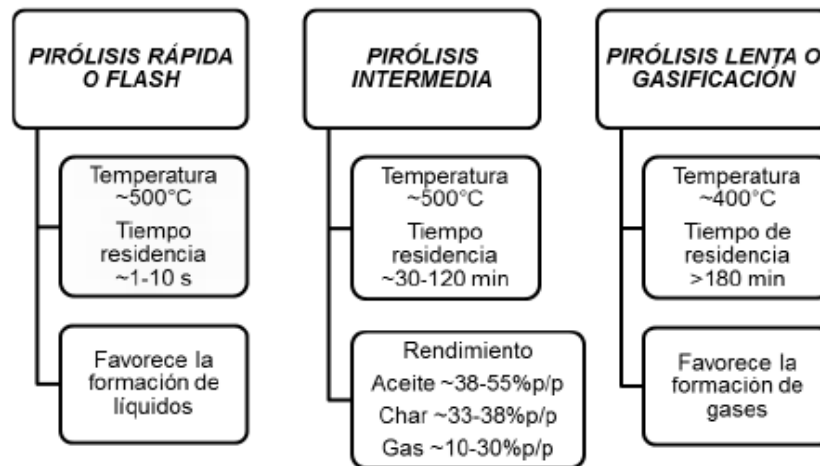 PIRÓLISIS RÁPIDA
O FLASH
Temperatura
~500°C
Tiempo
residencia
~1-10 s
Favorece la
formación de
líquidos
PIRÓLISIS
INTERMEDIA
Temperatura
~500°C
Tiempo
residencia
~30-120 min
Rendimiento
Aceite ~38-55%p/p
Char ~33-38%p/p
Gas ~10-30%p/p
PIRÓLISIS LENTA O
GASIFICACIÓN
Temperatura
~400°C
Tiempo de
residencia
>180 min
Favorece la
formación de
gases